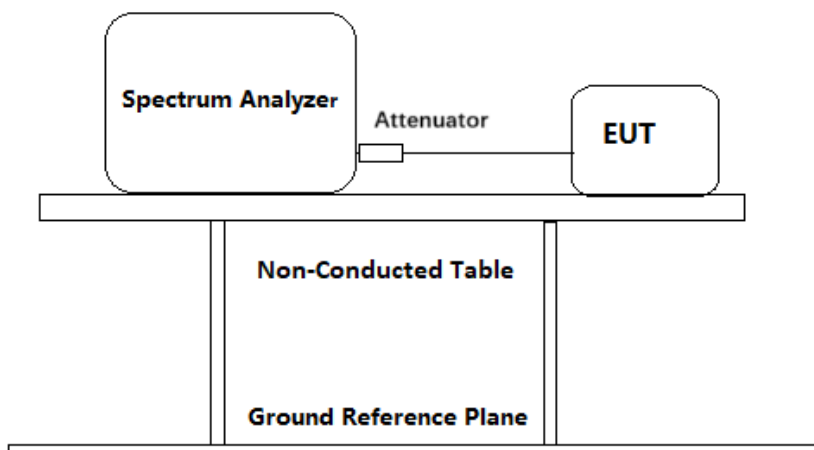 Spectrum Analyzer
Attenuator
EUT
Non-Conducted Table
Ground Reference Plane